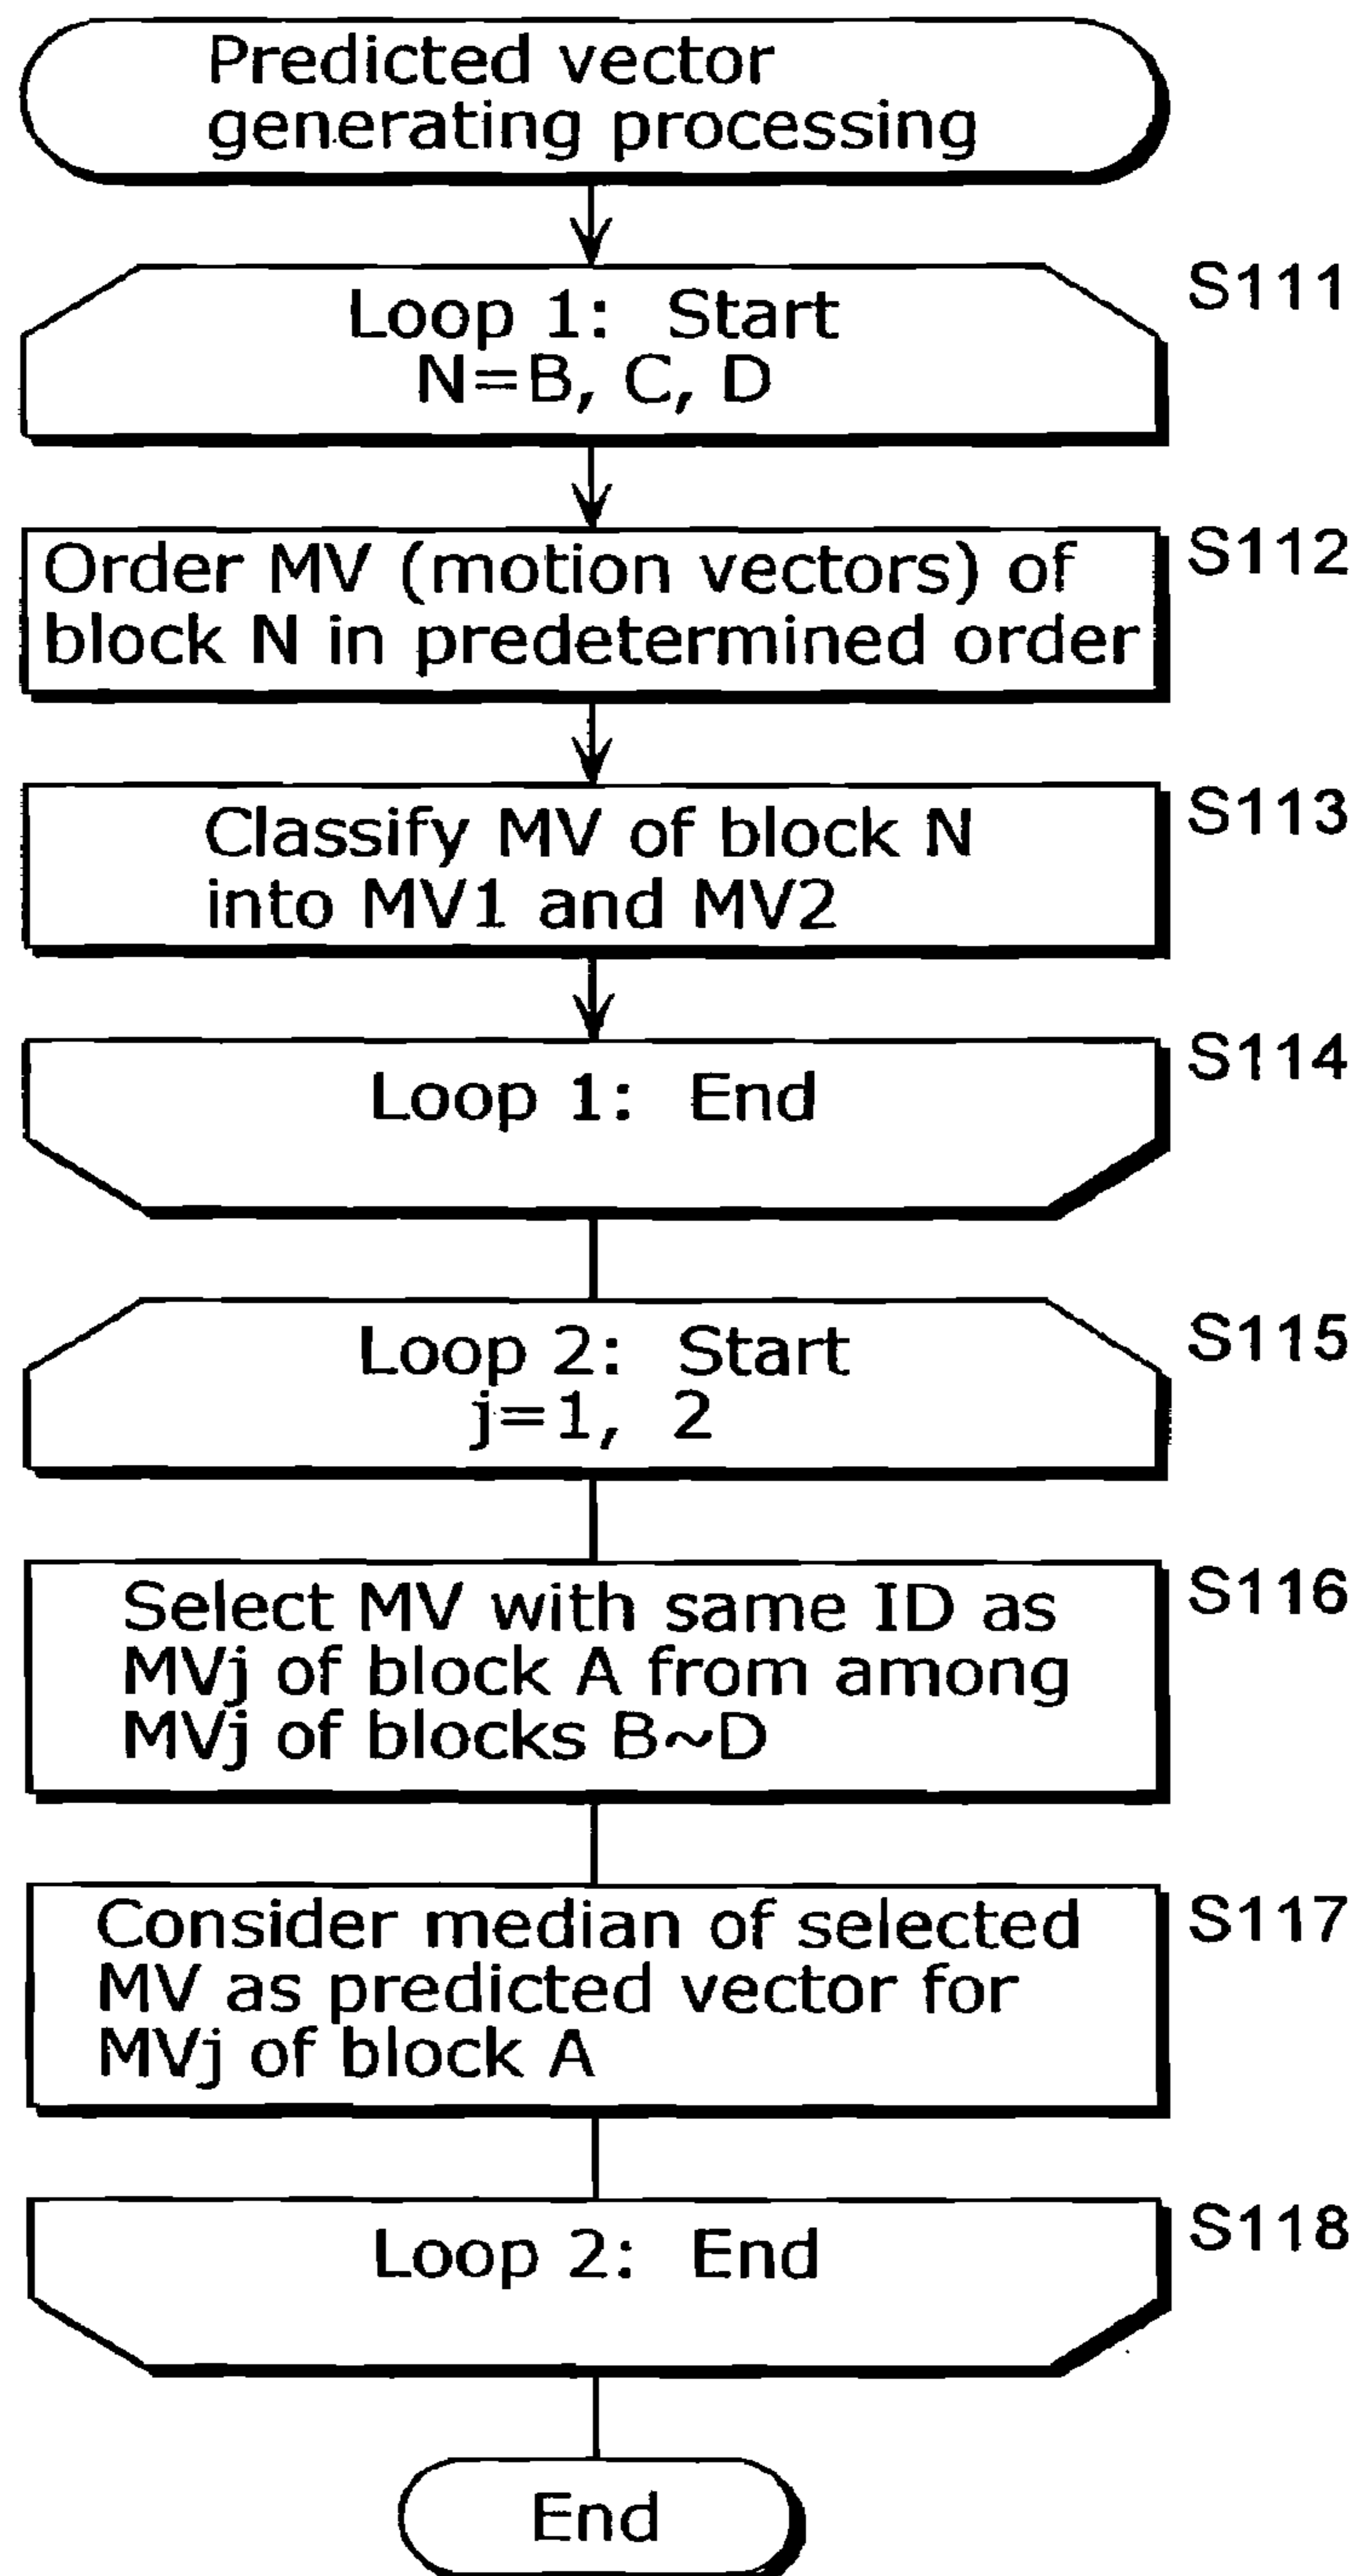 Predicted vector
generating processing
S111
Loop 1: Start
N=B, C, D
S112
Order MV (motion vectors) of
block N in predetermined order
S113
Classify MV of block N
into MV1 and MV2
S114
Loop 1: End
S115
Loop 2: Start
j=1, 2
S116
Select MV with same ID as
MVj of block A from among
MVj of blocks B~D
S117
Consider median of selected
MV as predicted vector for
MVj of block A
S118
Loop 2: End
End